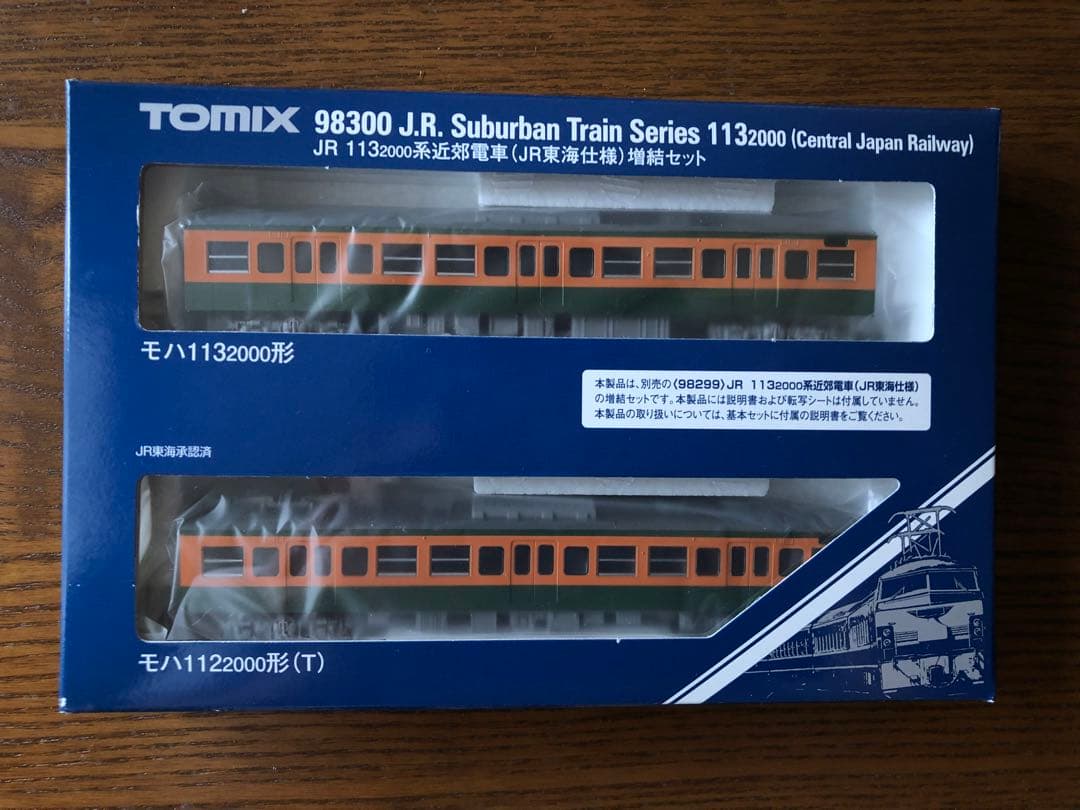 TOMIX 98300 J.R. Suburban Train Series 1132000 (Central Japan Railway)
JR 1132000系近郊電車(JR東海仕様)増結セット
モハ1132000形
本製品は、別売の〈98299〉JR 1132000系近郊電車(JR東海仕様)
の増結セットです。本製品には説明書および転写シートは付属していません。
本製品の取り扱いについては、基本セットに付属の説明書をご覧ください。
JR東海承認済
モハ1122000形(T)